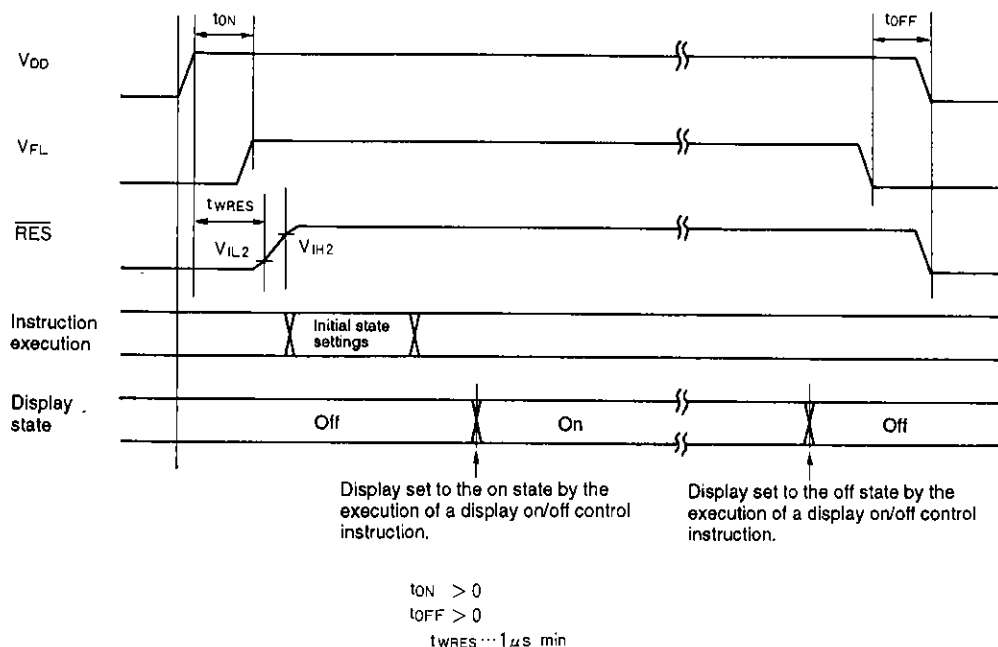 tON
tOFF
VDD
VFL
tWRES
RES
VIL2
VIH2
Instruction
execution
Initial state
settings
Display
state
Off
On
Off
Display set to the on state by the
execution of a display on/off control
instruction.
Display set to the off state by the
execution of a display on/off control
instruction.
tON > 0
tOFF > 0
tWRES ··· 1μs min